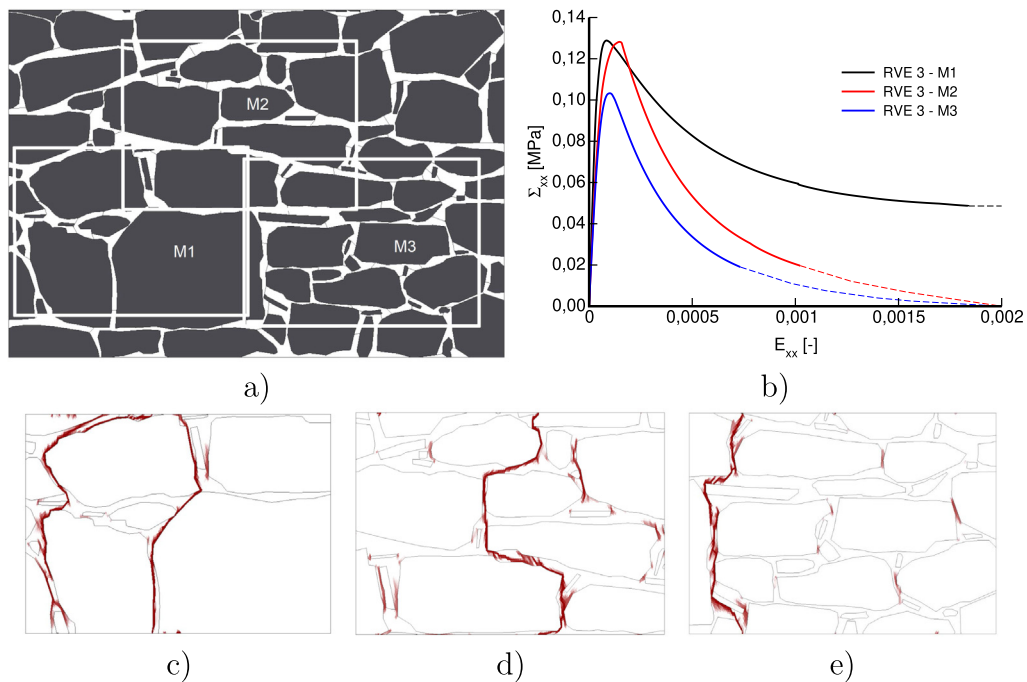 M2
M1
M3
a)
0,14
0,12
0,10
0,08
0,06
0,04
0,02
0,00
Σxx [MPa]
RVE 3 - M1
RVE 3 - M2
RVE 3 - M3
0 0,0005 0,001 0,0015 0,002
Exx [-]
b)
c)
d)
e)